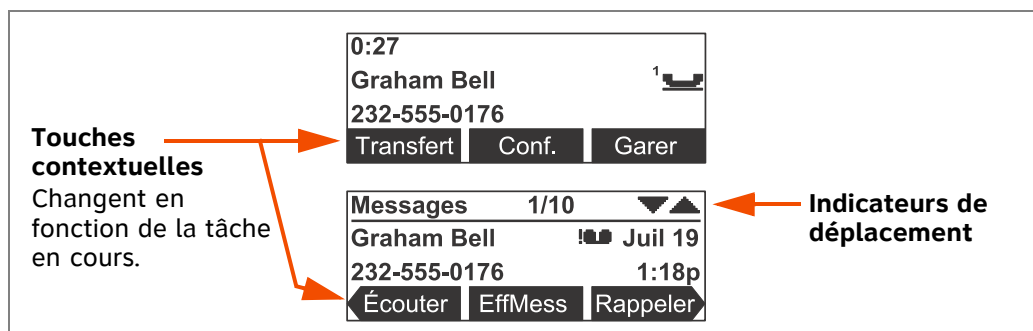 0:27
Graham Bell 1
232-555-0176
Transfert Conf. Garer
Touches
contextuelles
Changent en
fonction de la tâche
en cours.
Messages 1/10
Graham Bell ! Juil 19
232-555-0176 1:18p
Écouter EffMess Rappeler
Indicateurs de
déplacement